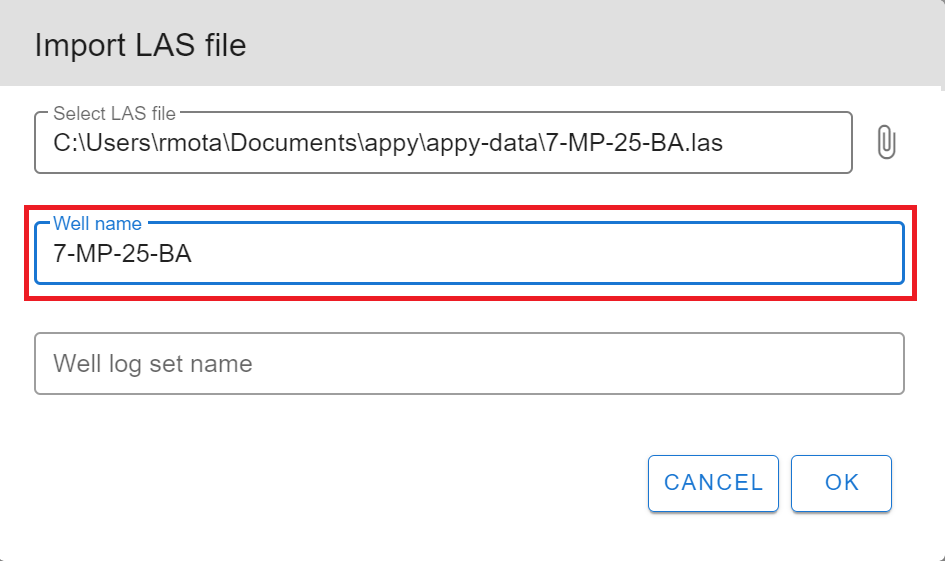 Import LAS file
Select LAS file
C:\Users\rmota\Documents\appy\appy-data\7-MP-25-BA.las
Well name
7-MP-25-BA
Well log set name
CANCEL OK